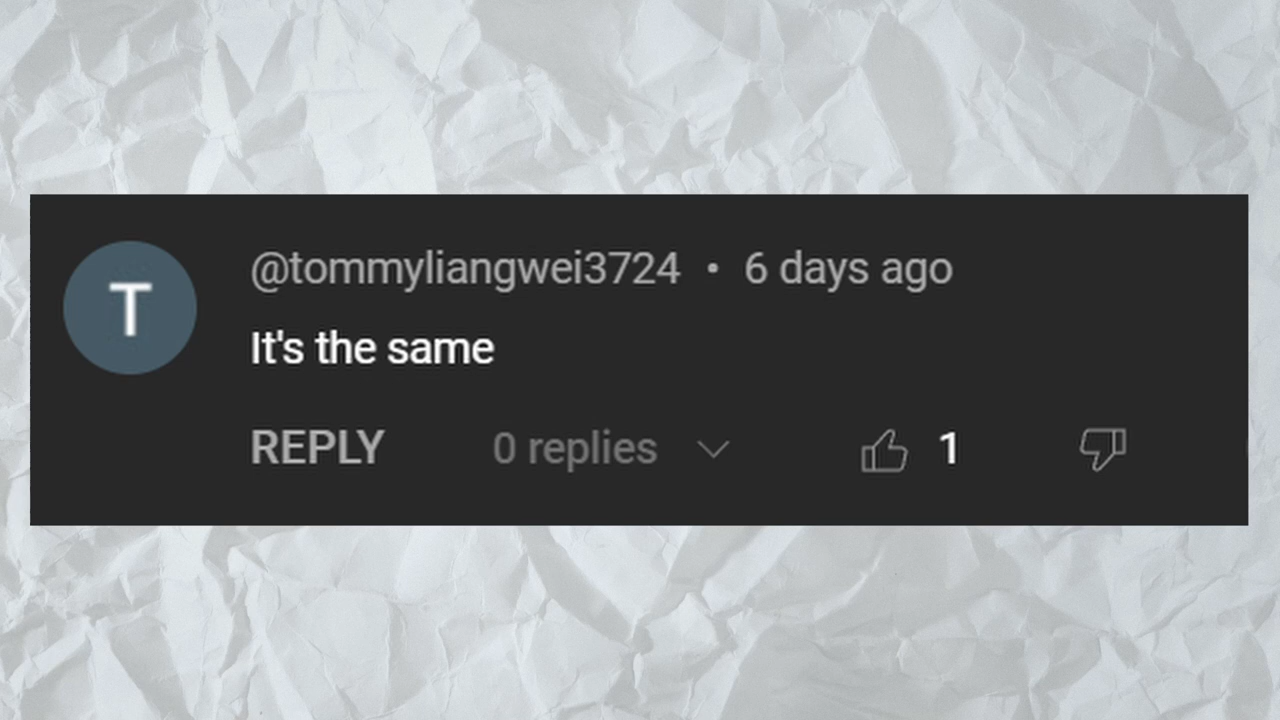 T
@tommyliangwei3724 • 6 days ago
It's the same
REPLY 0 replies 1